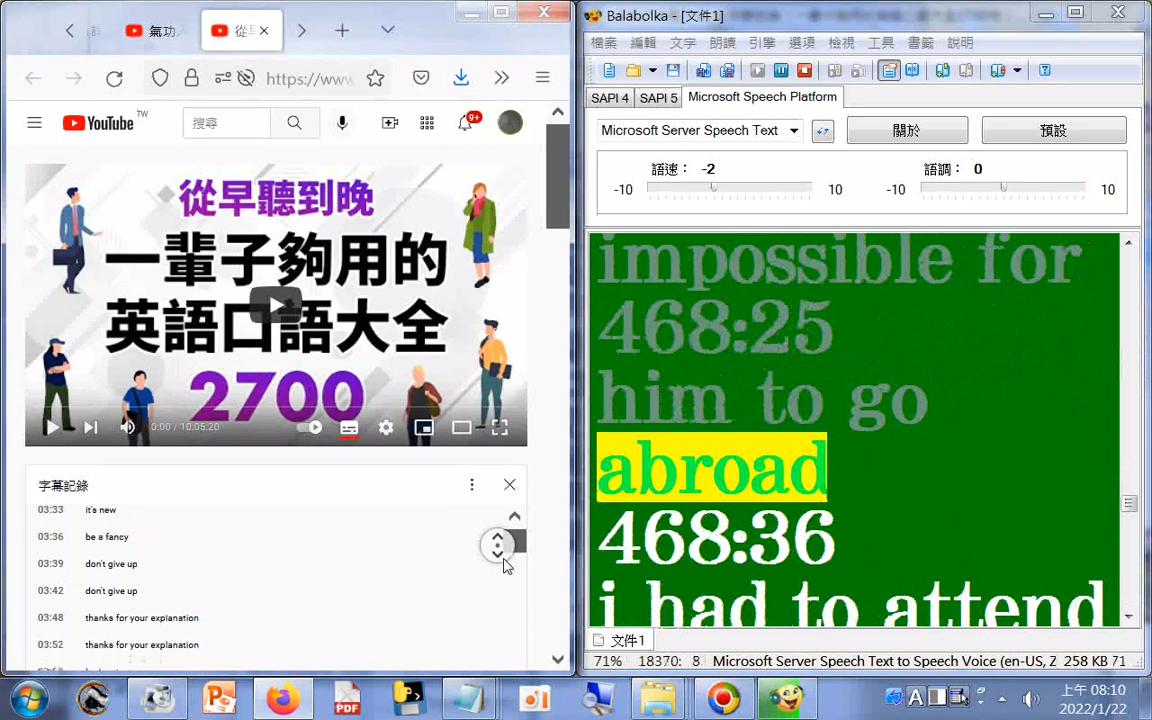 氣功
從
https://www
YouTube TW
搜尋
9+
從早聽到晚
一輩子夠用的
英語口語大全
2700
0:00 / 10:05:20
字幕記錄
03:33 it's new
03:36 be a fancy
03:39 don't give up
03:42 don't give up
03:48 thanks for your explanation
03:52 thanks for your explanation
Balabolka - [文件1]
檔案 編輯 文字 朗讀 引擎 選項 檢視 工具 書籤 說明
SAPI 4 SAPI 5 Microsoft Speech Platform
Microsoft Server Speech Text 關於 預設
語速： -2 語調： 0
-10 10 -10 10
impossible for
468:25
him to go
abroad
468:36
i had to attend
文件1
71% 18370: 8 Microsoft Server Speech Text to Speech Voice (en-US, Z 258 KB 71
PDF
A
上午 08:10
2022/1/22